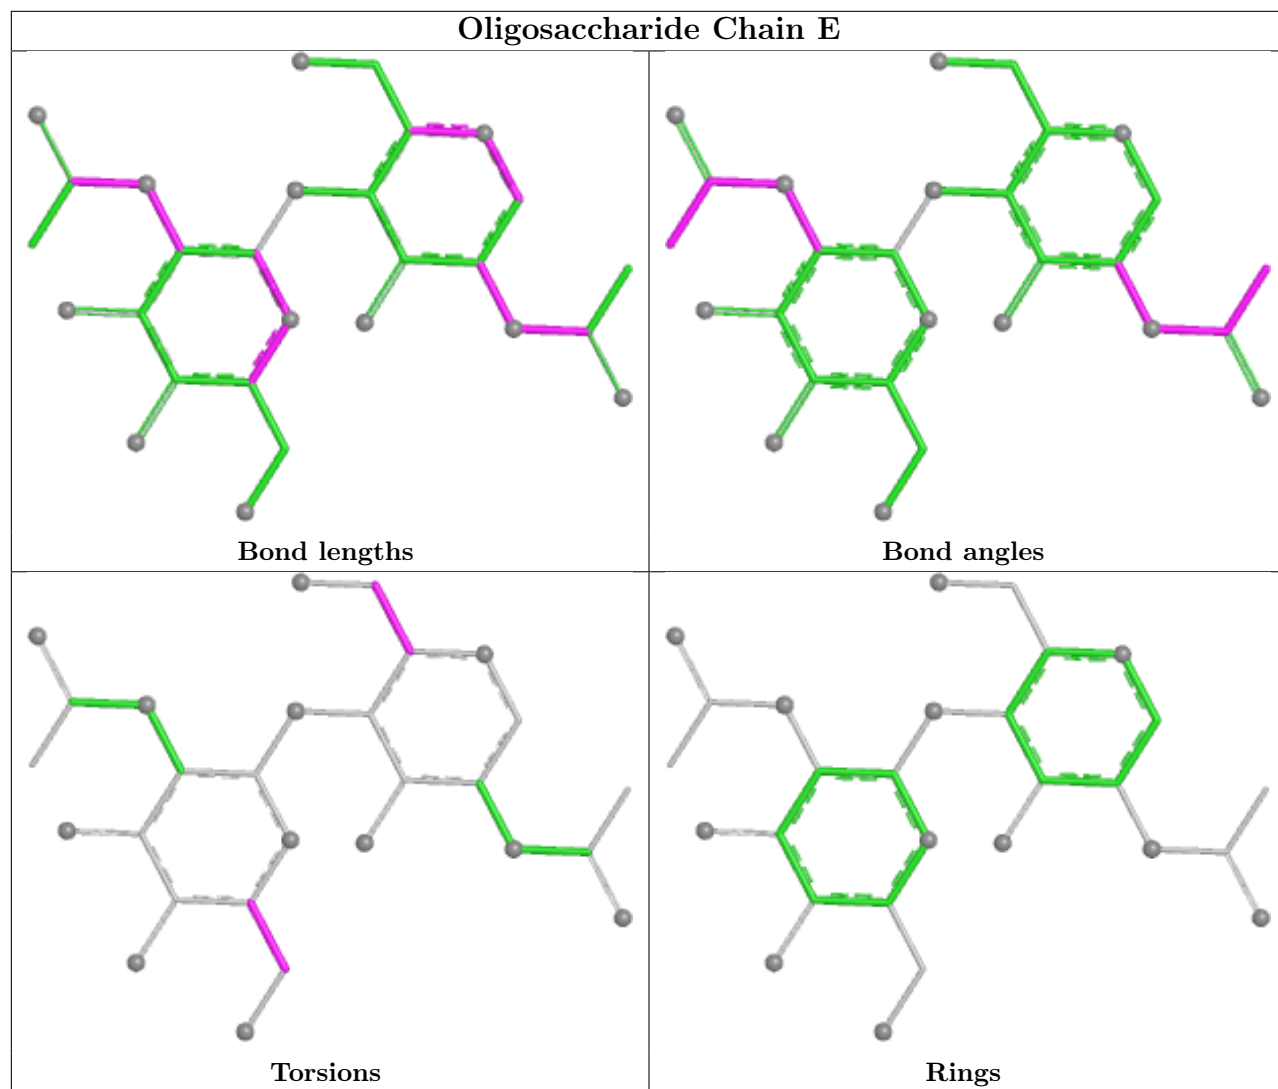 Oligosaccharide Chain E
Bond lengths
Bond angles
Torsions
Rings